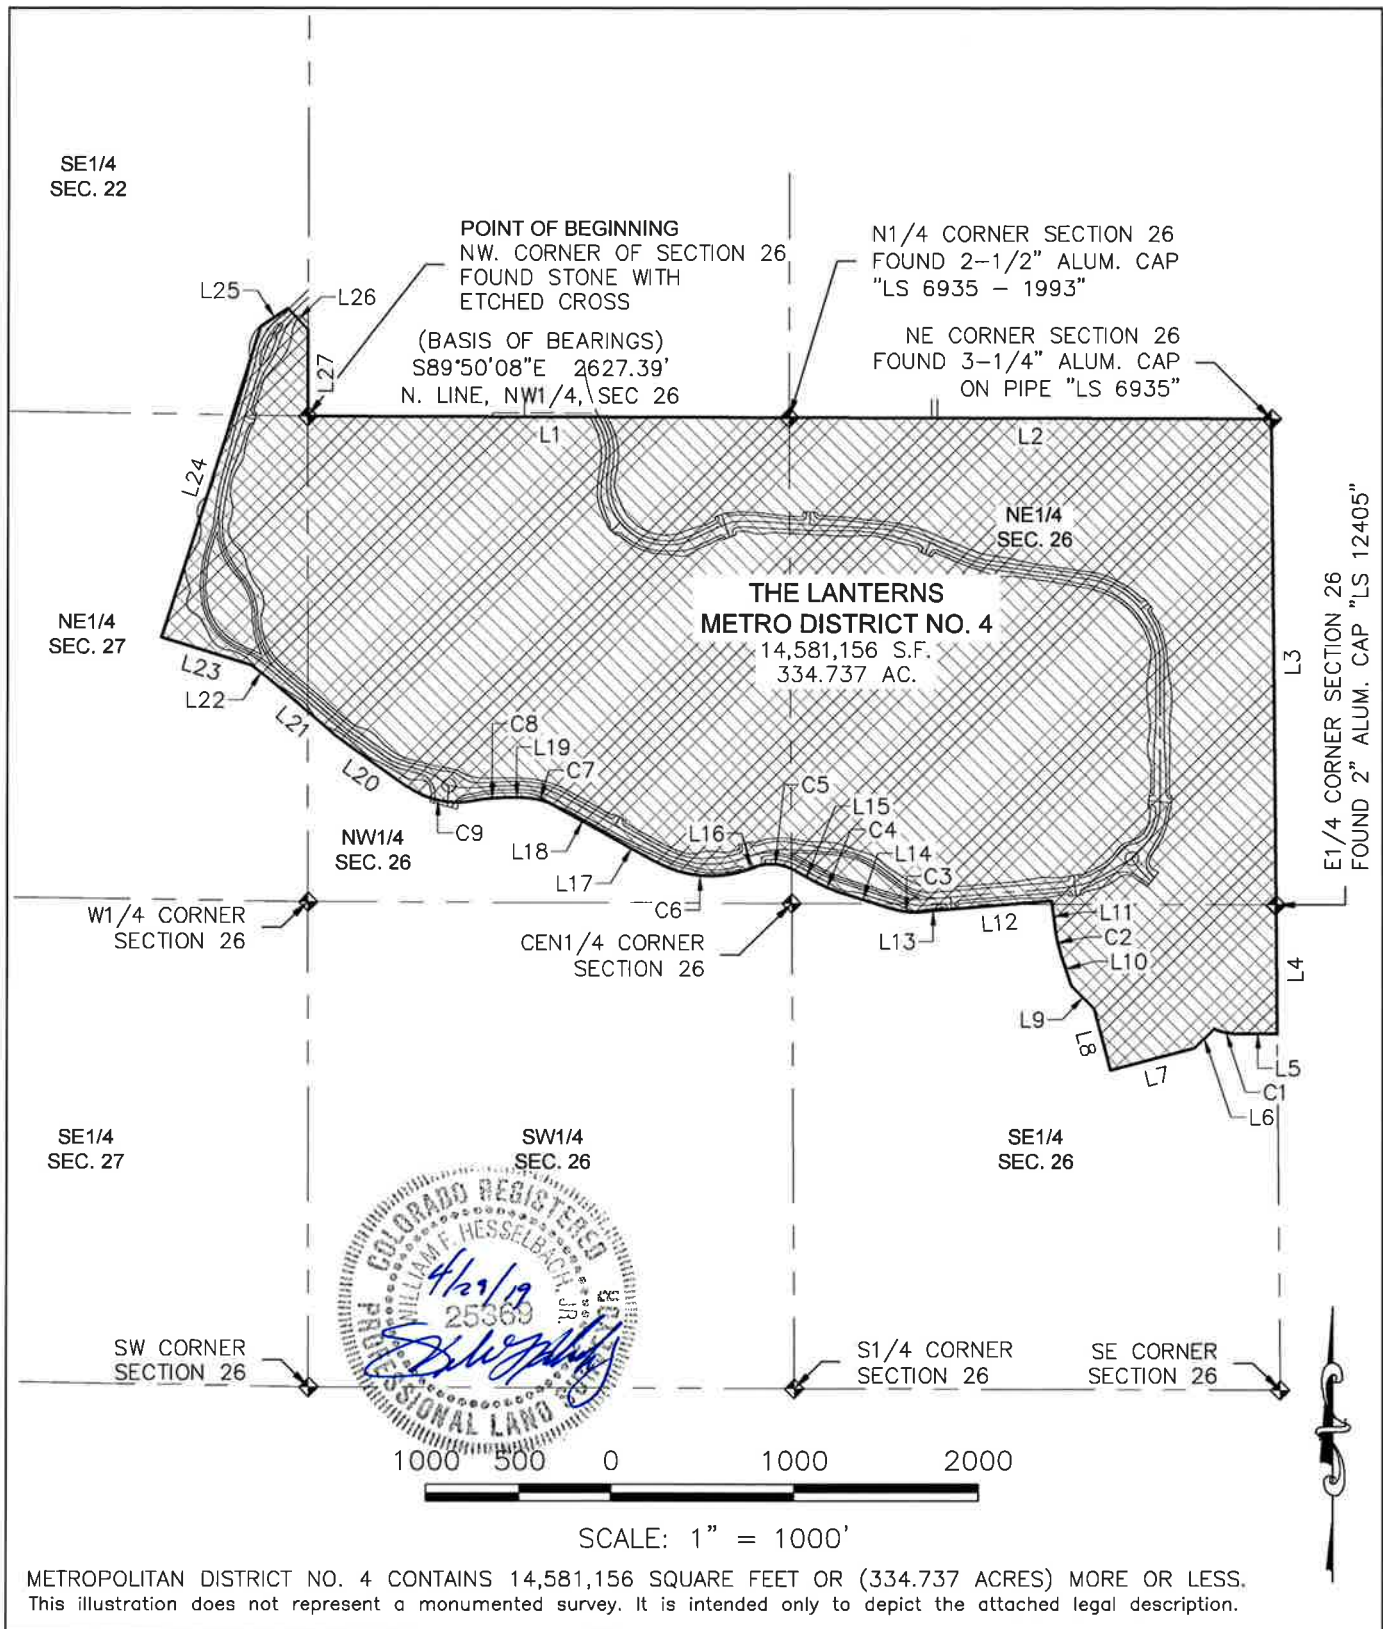 SE1/4
SEC. 22
POINT OF BEGINNING
NW. CORNER OF SECTION 26
FOUND STONE WITH
ETCHED CROSS
N1/4 CORNER SECTION 26
FOUND 2-1/2" ALUM. CAP
"LS 6935 - 1993"
L25
L26
L27
(BASIS OF BEARINGS)
S89°50'08"E 2627.39'
N. LINE, NW1/4, SEC 26
NE CORNER SECTION 26
FOUND 3-1/4" ALUM. CAP
ON PIPE "LS 6935"
L1
L2
L24
NE1/4
SEC. 26
E1/4 CORNER SECTION 26
FOUND 2" ALUM. CAP "LS 12405"
THE LANTERNS
METRO DISTRICT NO. 4
14,581,156 S.F.
334.737 AC.
NE1/4
SEC. 27
L3
L23
L22
L21
L20
C8
L19
C7
C5
L15
C4
L14
C3
L16
C9
NW1/4
SEC. 26
L18
L17
C6
W1/4 CORNER
SECTION 26
CEN1/4 CORNER
SECTION 26
L13
L12
L11
C2
L10
L4
L9
L8
L7
L5
C1
L6
SE1/4
SEC. 27
SW1/4
SEC. 26
SE1/4
SEC. 26
COLORADO REGISTERED
WILLIAM F. HESSELBACH, JR.
4/29/19
25369
PROFESSIONAL LAND SURVEYOR
SW CORNER
SECTION 26
S1/4 CORNER
SECTION 26
SE CORNER
SECTION 26
1000 500 0 1000 2000
SCALE: 1" = 1000'
METROPOLITAN DISTRICT NO. 4 CONTAINS 14,581,156 SQUARE FEET OR (334.737 ACRES) MORE OR LESS.
This illustration does not represent a monumented survey. It is intended only to depict the attached legal description.